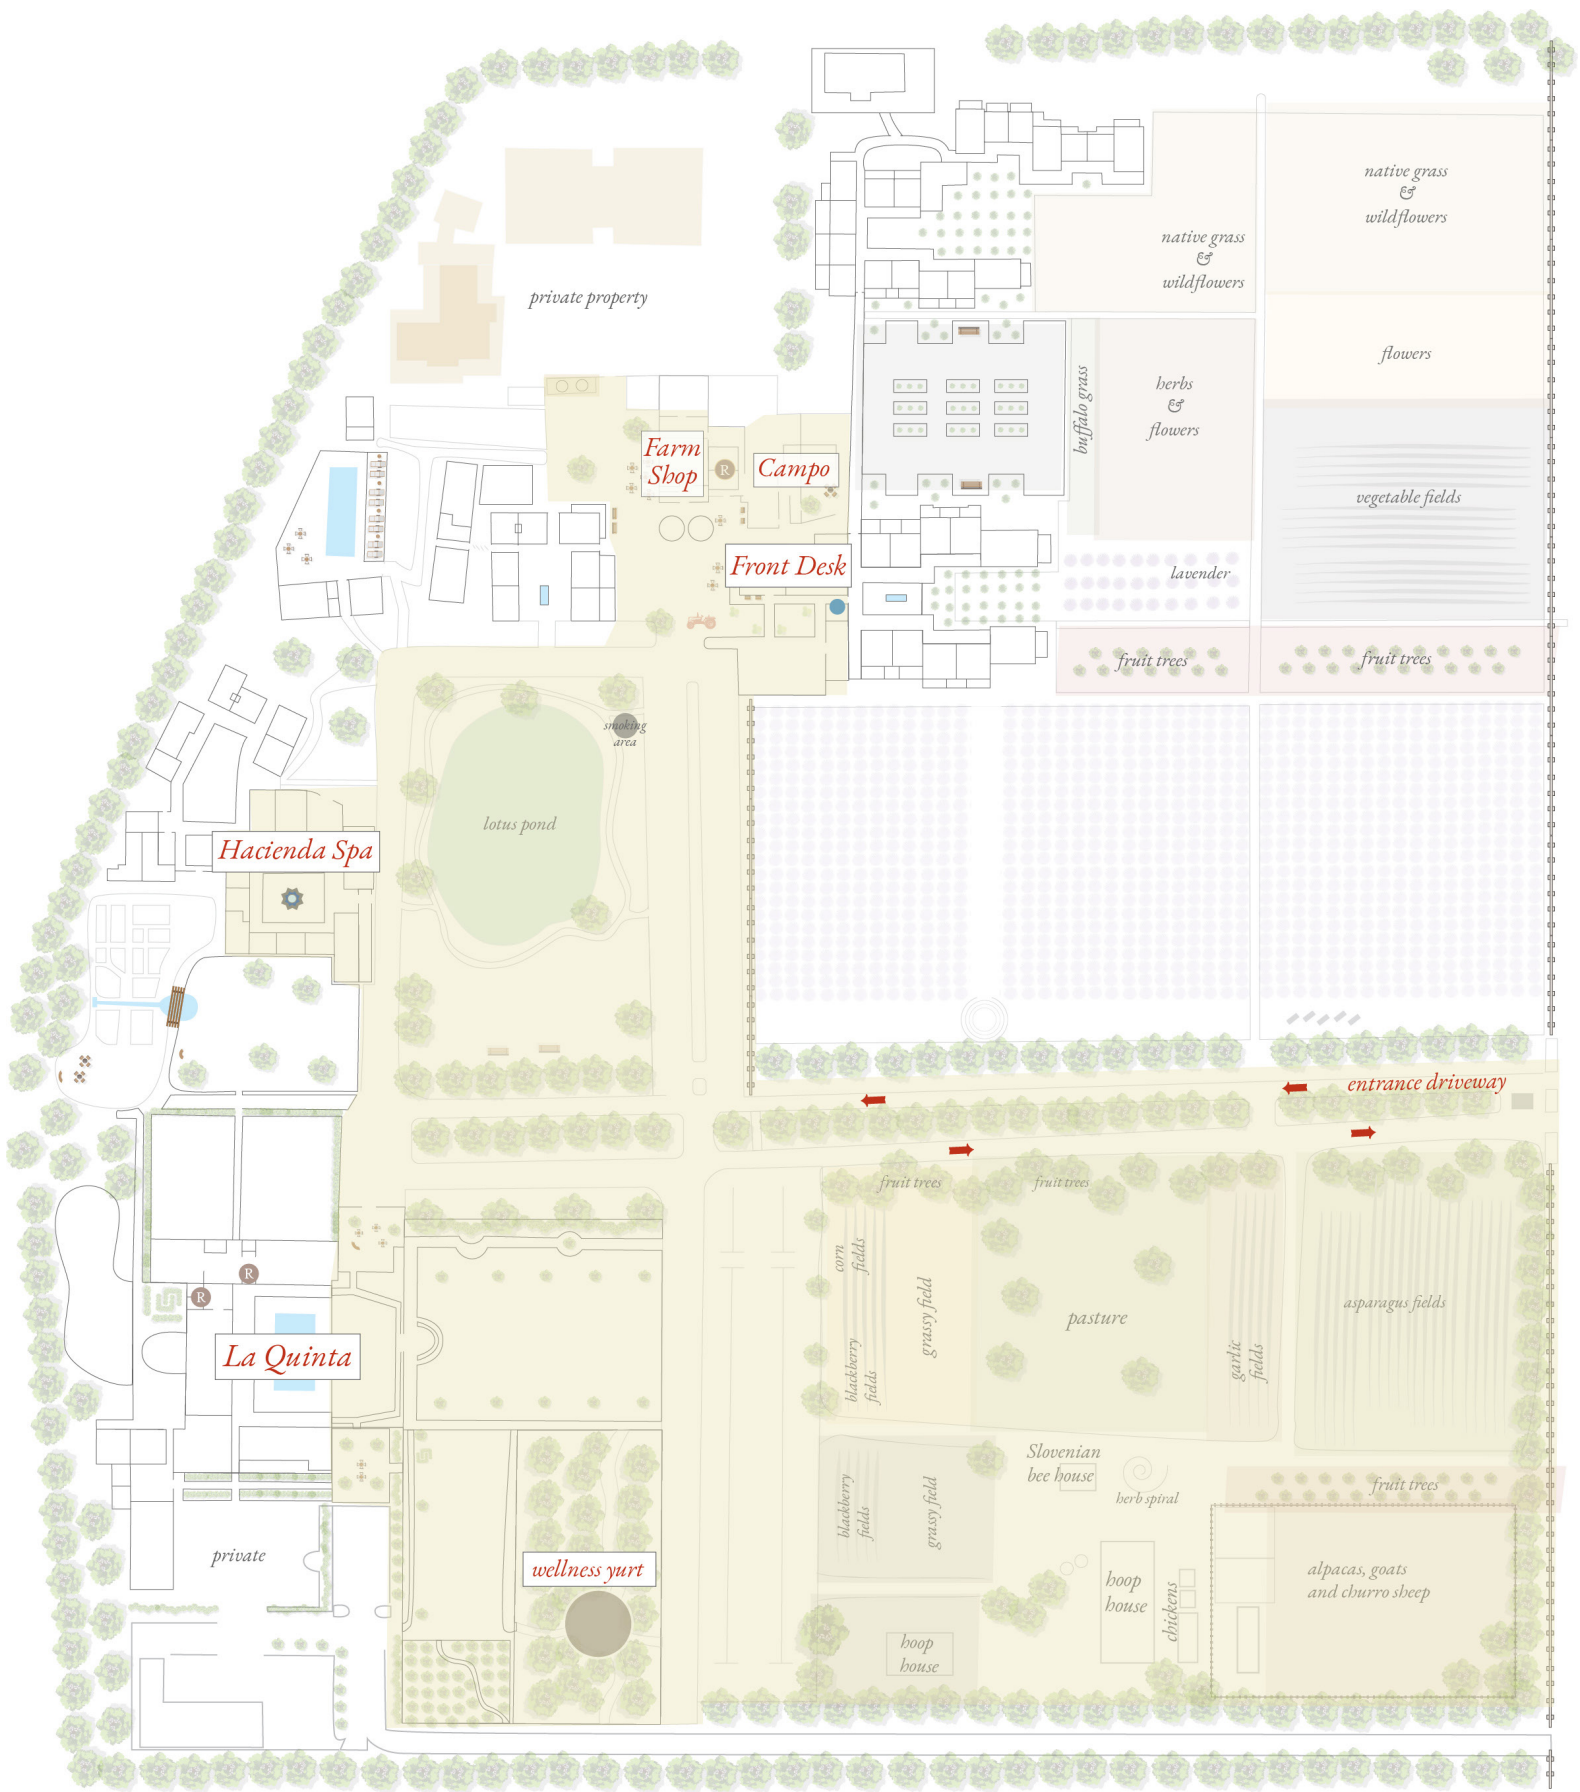 native grass
&
wildflowers
native grass
&
wildflowers
private property
flowers
buffalo grass
herbs
&
flowers
Farm
Shop
R
Campo
vegetable fields
Front Desk
lavender
fruit trees
fruit trees
smoking
area
lotus pond
Hacienda Spa
entrance driveway
fruit trees
fruit trees
corn
fields
grassy field
pasture
asparagus fields
R
R
La Quinta
blackberry
fields
garlic
fields
Slovenian
bee house
herb spiral
fruit trees
blackberry
fields
grassy field
private
wellness yurt
hoop
house
chickens
alpacas, goats
and churro sheep
hoop
house